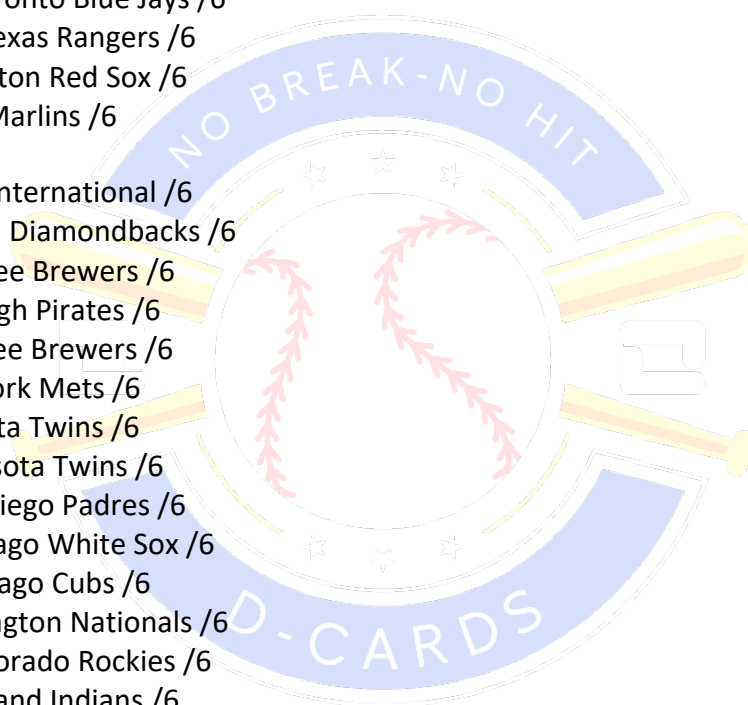 ronto Blue Jays /6
exas Rangers /6
ton Red Sox /6
Marlins /6
nternational /6
Diamondbacks /6
ee Brewers /6
gh Pirates /6
ee Brewers /6
ork Mets /6
ta Twins /6
sota Twins /6
iego Padres /6
ago White Sox /6
ago Cubs /6
gton Nationals /6
orado Rockies /6
and Indians /6
NO BREAK-NO HIT
D-CARDS